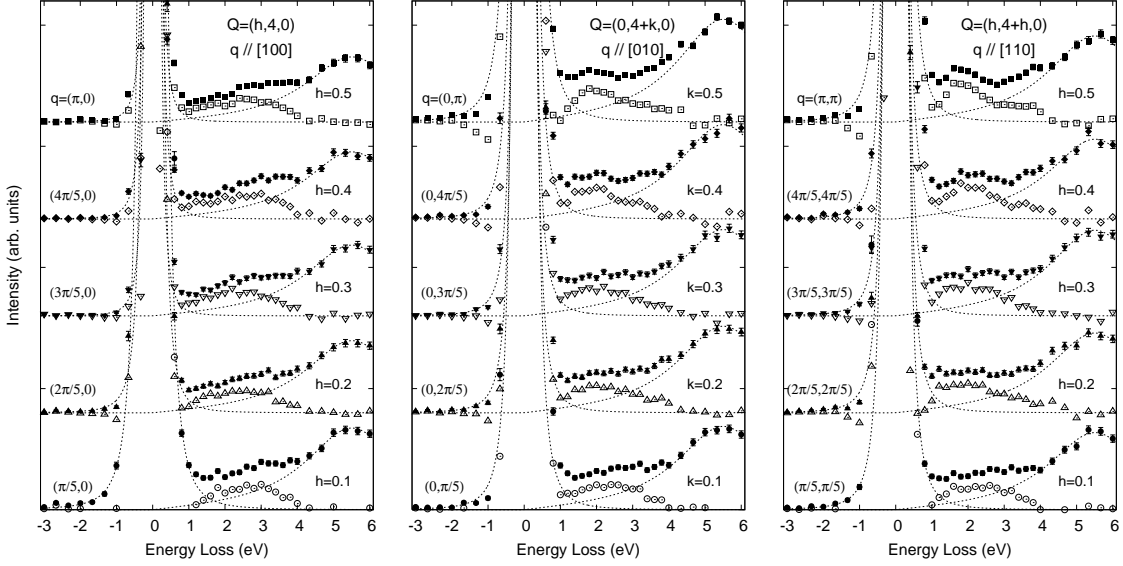 Intensity (arb. units)
Q=(h,4,0)
q // [100]
q=(π,0)
h=0.5
(4π/5,0)
h=0.4
(3π/5,0)
h=0.3
(2π/5,0)
h=0.2
(π/5,0)
h=0.1
-3 -2 -1 0 1 2 3 4 5 6
Energy Loss (eV)
Q=(0,4+k,0)
q // [010]
q=(0,π)
k=0.5
(0,4π/5)
k=0.4
(0,3π/5)
k=0.3
(0,2π/5)
k=0.2
(0,π/5)
k=0.1
-3 -2 -1 0 1 2 3 4 5 6
Energy Loss (eV)
Q=(h,4+h,0)
q // [110]
q=(π,π)
h=0.5
(4π/5,4π/5)
h=0.4
(3π/5,3π/5)
h=0.3
(2π/5,2π/5)
h=0.2
(π/5,π/5)
h=0.1
-3 -2 -1 0 1 2 3 4 5 6
Energy Loss (eV)